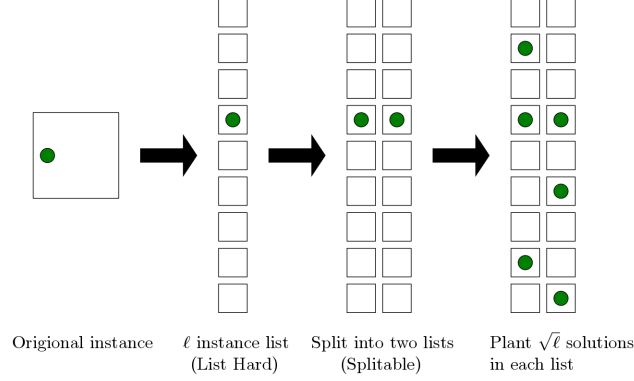 Origional instance
ℓ instance list
(List Hard)
Split into two lists
(Splitable)
Plant √ℓ solutions
in each list